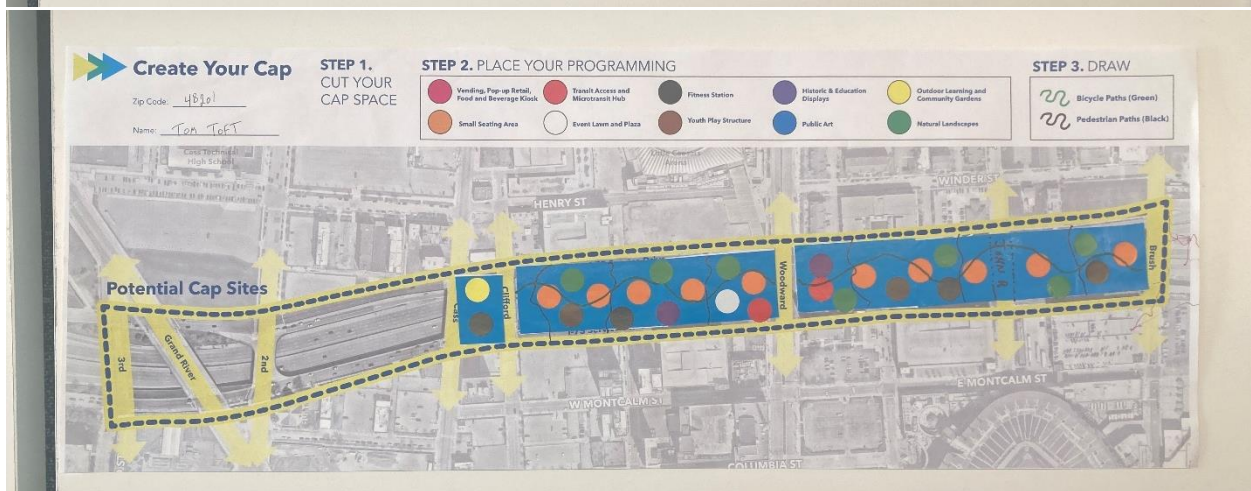 Create Your Cap
Zip Code: 48201
Name: Tom Toft
STEP 1.
CUT YOUR
CAP SPACE
STEP 2. PLACE YOUR PROGRAMMING
Vending, Pop-up Retail,
Food and Beverage Kiosk
Transit Access and
Microtransit Hub
Fitness Station
Historic & Education
Displays
Outdoor Learning and
Community Gardens
Small Seating Area
Event Lawn and Plaza
Youth Play Structure
Public Art
Natural Landscapes
STEP 3. DRAW
Bicycle Paths (Green)
Pedestrian Paths (Black)
Cass Technical
High School
Little Caesars
Arena
HENRY ST
WINDER ST
Potential Cap Sites
3rd
Grand River
2nd
Cass
Clifford
Woodward
Brush
W MONTCALM ST
E MONTCALM ST
COLUMBIA ST